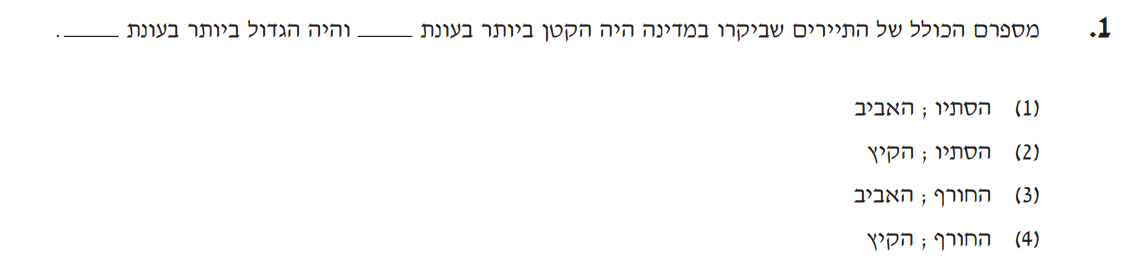 1. מספרם הכולל של התיירים שביקרו במדינה היה הקטן ביותר בעונת _____ והיה הגדול ביותר בעונת _____.
(1) הסתיו ; האביב
(2) הסתיו ; הקיץ
(3) החורף ; האביב
(4) החורף ; הקיץ